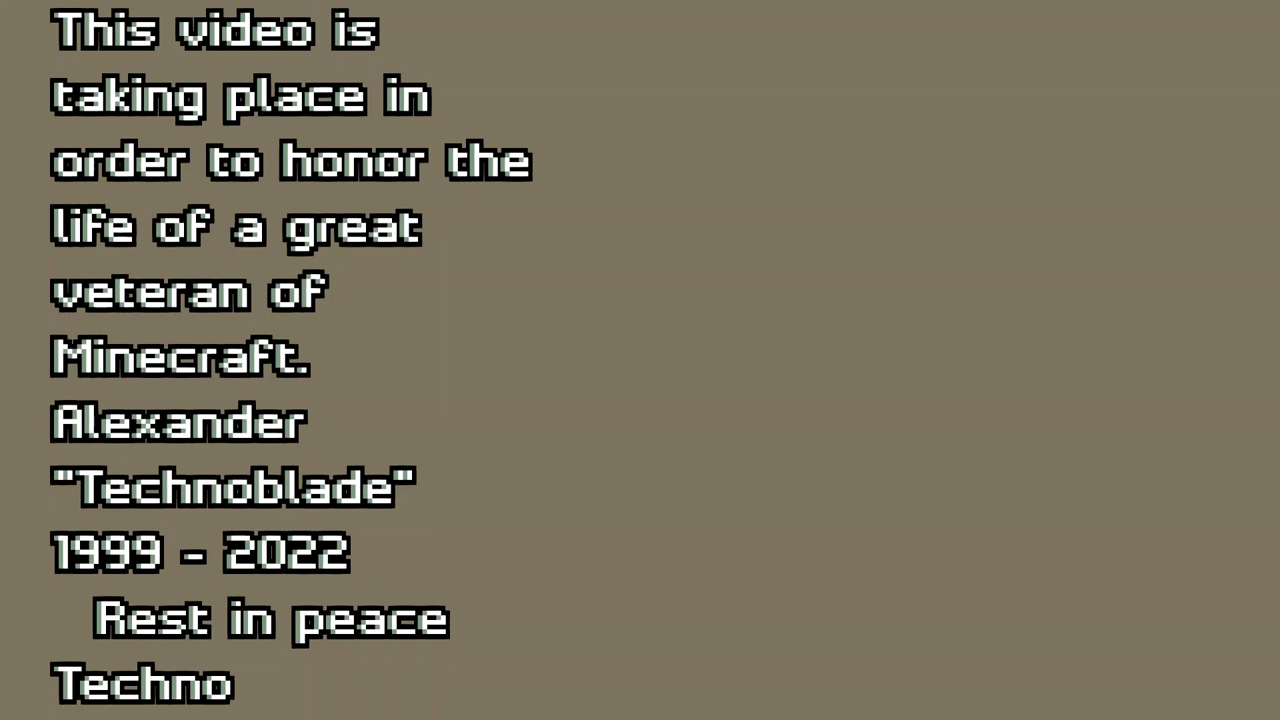 This video is
taking place in
order to honor the
life of a great
veteran of
Minecraft.
Alexander
"Technoblade"
1999 - 2022
Rest in peace
Techno